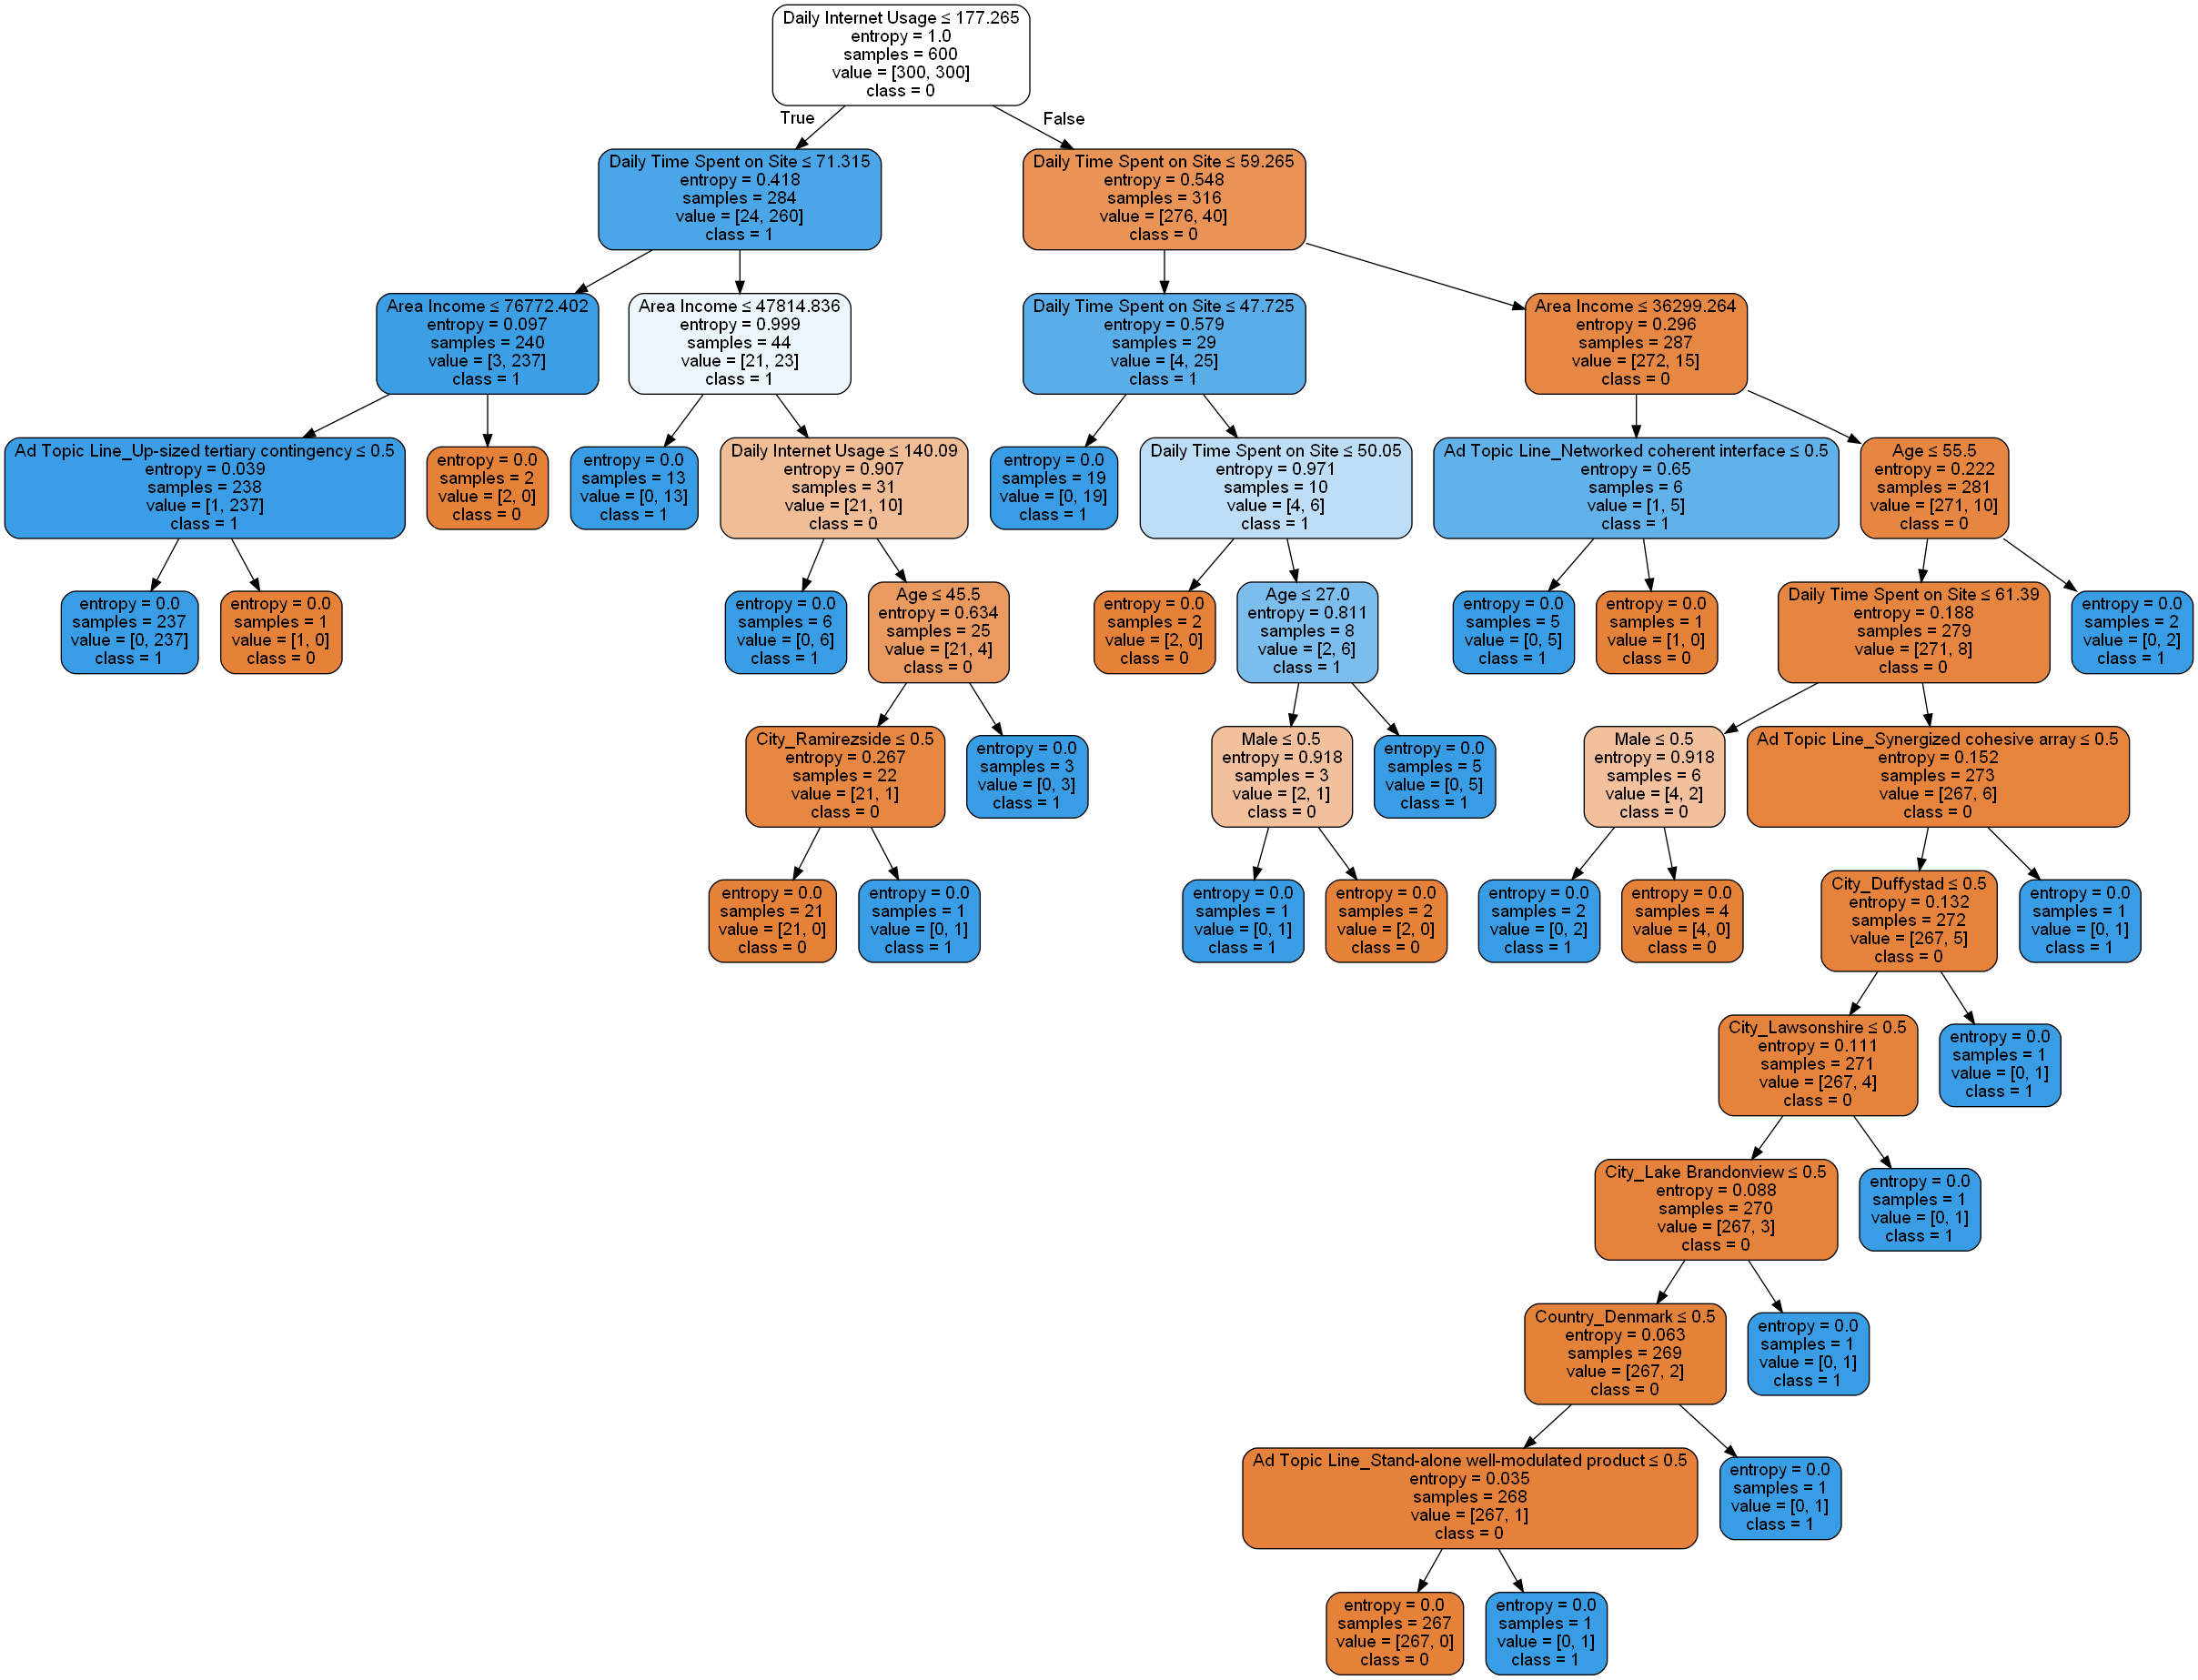 Daily Internet Usage ≤ 177.265
entropy = 1.0
samples = 600
value = [300, 300]
class = 0
True
False
Daily Time Spent on Site ≤ 71.315
entropy = 0.418
samples = 284
value = [24, 260]
class = 1
Daily Time Spent on Site ≤ 59.265
entropy = 0.548
samples = 316
value = [276, 40]
class = 0
Area Income ≤ 76772.402
entropy = 0.097
samples = 240
value = [3, 237]
class = 1
Area Income ≤ 47814.836
entropy = 0.999
samples = 44
value = [21, 23]
class = 1
Daily Time Spent on Site ≤ 47.725
entropy = 0.579
samples = 29
value = [4, 25]
class = 1
Area Income ≤ 36299.264
entropy = 0.296
samples = 287
value = [272, 15]
class = 0
Ad Topic Line_Up-sized tertiary contingency ≤ 0.5
entropy = 0.039
samples = 238
value = [1, 237]
class = 1
entropy = 0.0
samples = 2
value = [2, 0]
class = 0
entropy = 0.0
samples = 13
value = [0, 13]
class = 1
Daily Internet Usage ≤ 140.09
entropy = 0.907
samples = 31
value = [21, 10]
class = 0
entropy = 0.0
samples = 19
value = [0, 19]
class = 1
Daily Time Spent on Site ≤ 50.05
entropy = 0.971
samples = 10
value = [4, 6]
class = 1
Ad Topic Line_Networked coherent interface ≤ 0.5
entropy = 0.65
samples = 6
value = [1, 5]
class = 1
Age ≤ 55.5
entropy = 0.222
samples = 281
value = [271, 10]
class = 0
entropy = 0.0
samples = 237
value = [0, 237]
class = 1
entropy = 0.0
samples = 1
value = [1, 0]
class = 0
entropy = 0.0
samples = 6
value = [0, 6]
class = 1
Age ≤ 45.5
entropy = 0.634
samples = 25
value = [21, 4]
class = 0
entropy = 0.0
samples = 2
value = [2, 0]
class = 0
Age ≤ 27.0
entropy = 0.811
samples = 8
value = [2, 6]
class = 1
entropy = 0.0
samples = 5
value = [0, 5]
class = 1
entropy = 0.0
samples = 1
value = [1, 0]
class = 0
Daily Time Spent on Site ≤ 61.39
entropy = 0.188
samples = 279
value = [271, 8]
class = 0
entropy = 0.0
samples = 2
value = [0, 2]
class = 1
City_Ramirezside ≤ 0.5
entropy = 0.267
samples = 22
value = [21, 1]
class = 0
entropy = 0.0
samples = 3
value = [0, 3]
class = 1
Male ≤ 0.5
entropy = 0.918
samples = 3
value = [2, 1]
class = 0
entropy = 0.0
samples = 5
value = [0, 5]
class = 1
Male ≤ 0.5
entropy = 0.918
samples = 6
value = [4, 2]
class = 0
Ad Topic Line_Synergized cohesive array ≤ 0.5
entropy = 0.152
samples = 273
value = [267, 6]
class = 0
entropy = 0.0
samples = 21
value = [21, 0]
class = 0
entropy = 0.0
samples = 1
value = [0, 1]
class = 1
entropy = 0.0
samples = 1
value = [0, 1]
class = 1
entropy = 0.0
samples = 2
value = [2, 0]
class = 0
entropy = 0.0
samples = 2
value = [0, 2]
class = 1
entropy = 0.0
samples = 4
value = [4, 0]
class = 0
City_Duffystad ≤ 0.5
entropy = 0.132
samples = 272
value = [267, 5]
class = 0
entropy = 0.0
samples = 1
value = [0, 1]
class = 1
City_Lawsonshire ≤ 0.5
entropy = 0.111
samples = 271
value = [267, 4]
class = 0
entropy = 0.0
samples = 1
value = [0, 1]
class = 1
City_Lake Brandonview ≤ 0.5
entropy = 0.088
samples = 270
value = [267, 3]
class = 0
entropy = 0.0
samples = 1
value = [0, 1]
class = 1
Country_Denmark ≤ 0.5
entropy = 0.063
samples = 269
value = [267, 2]
class = 0
entropy = 0.0
samples = 1
value = [0, 1]
class = 1
Ad Topic Line_Stand-alone well-modulated product ≤ 0.5
entropy = 0.035
samples = 268
value = [267, 1]
class = 0
entropy = 0.0
samples = 1
value = [0, 1]
class = 1
entropy = 0.0
samples = 267
value = [267, 0]
class = 0
entropy = 0.0
samples = 1
value = [0, 1]
class = 1